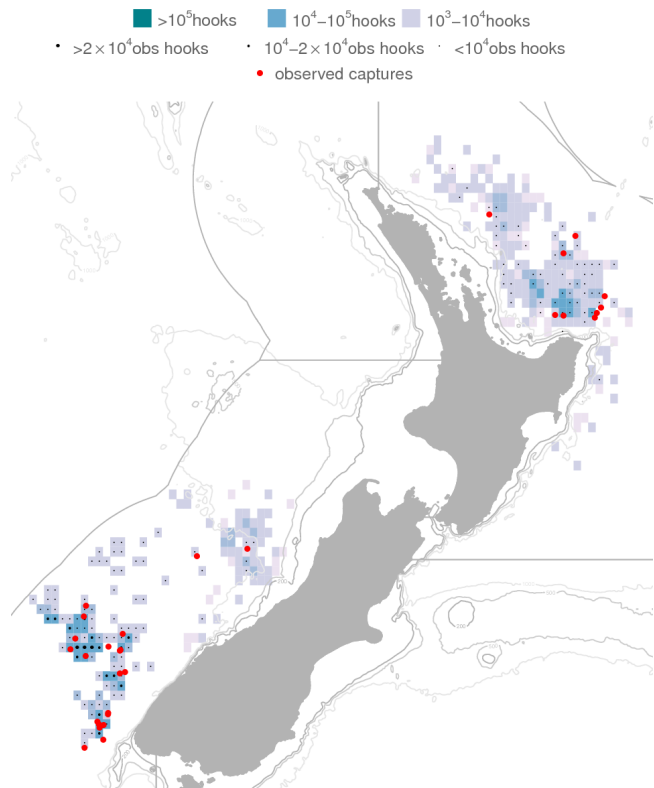 >10⁵hooks 10⁴−10⁵hooks 10³−10⁴hooks
>2×10⁴obs hooks 10⁴−2×10⁴obs hooks <10⁴obs hooks
observed captures